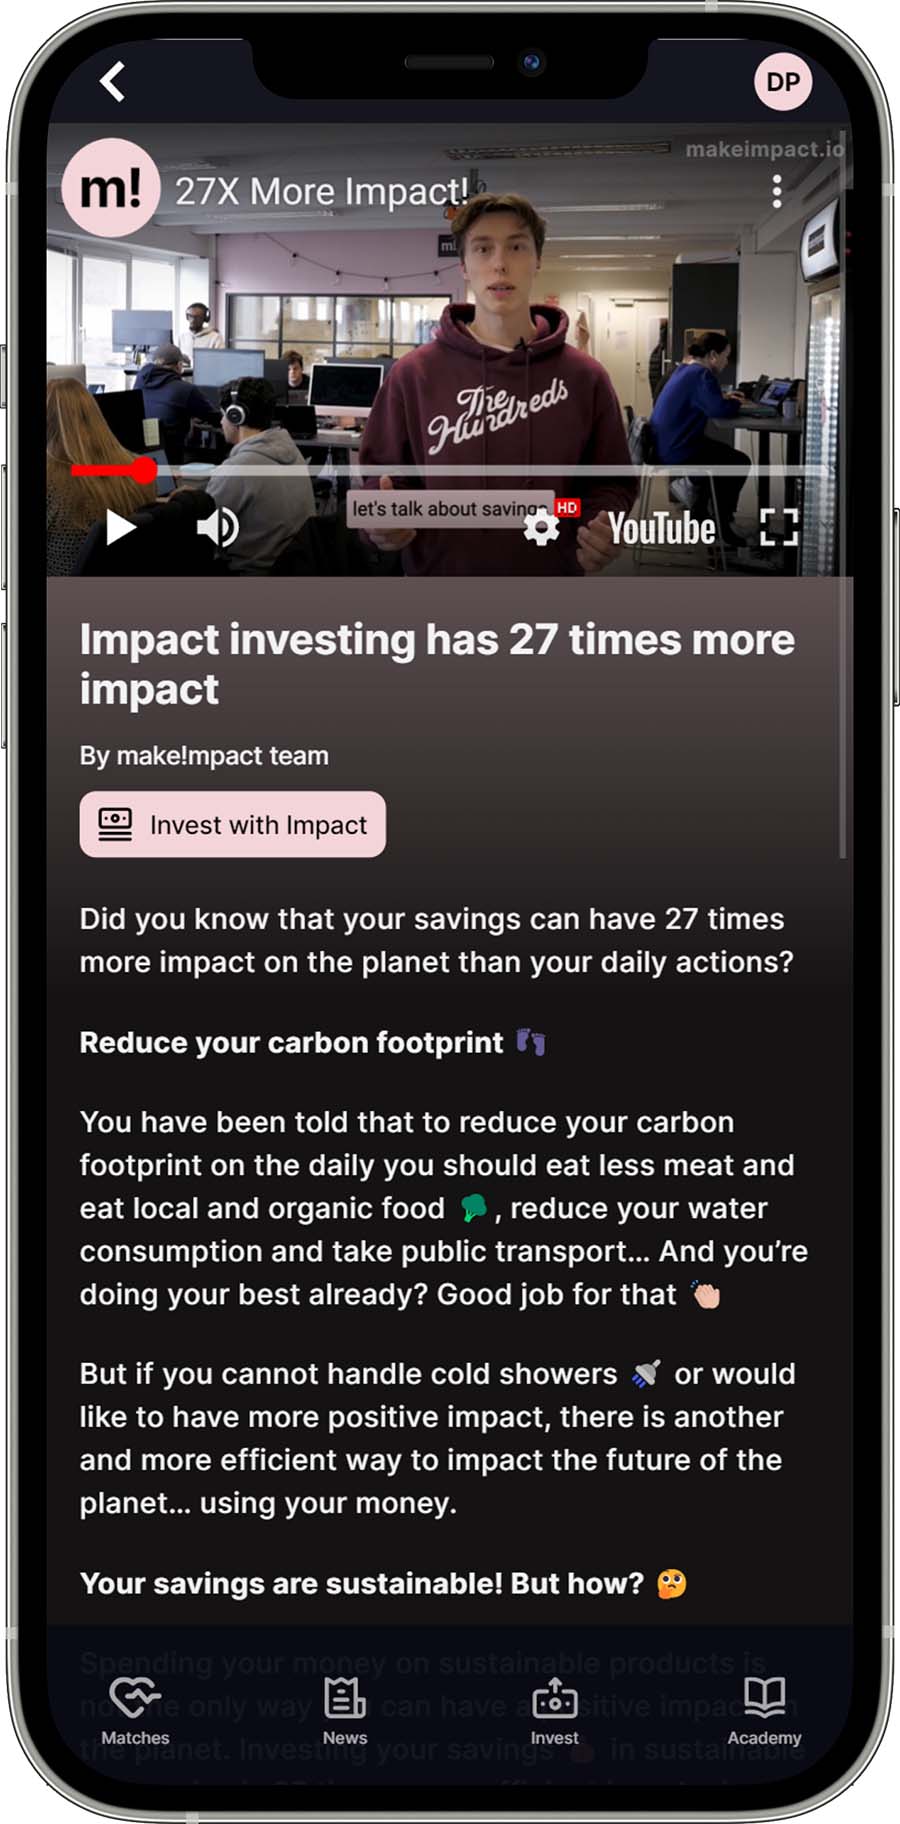 DP
makeimpact.io
m! 27X More Impact!
m!
The
Hundreds
let's talk about savings
HD
YouTube
Impact investing has 27 times more
impact
By make!mpact team
Invest with Impact
Did you know that your savings can have 27 times
more impact on the planet than your daily actions?
Reduce your carbon footprint 👣
You have been told that to reduce your carbon
footprint on the daily you should eat less meat and
eat local and organic food 🥦, reduce your water
consumption and take public transport... And you're
doing your best already? Good job for that 👏🏻
But if you cannot handle cold showers 🚿 or would
like to have more positive impact, there is another
and more efficient way to impact the future of the
planet... using your money.
Your savings are sustainable! But how? 🤔
Spending your money on sustainable products is
only way can have impac
the planet. Investing your savings in sustainable
Matches
News
Invest
Academy